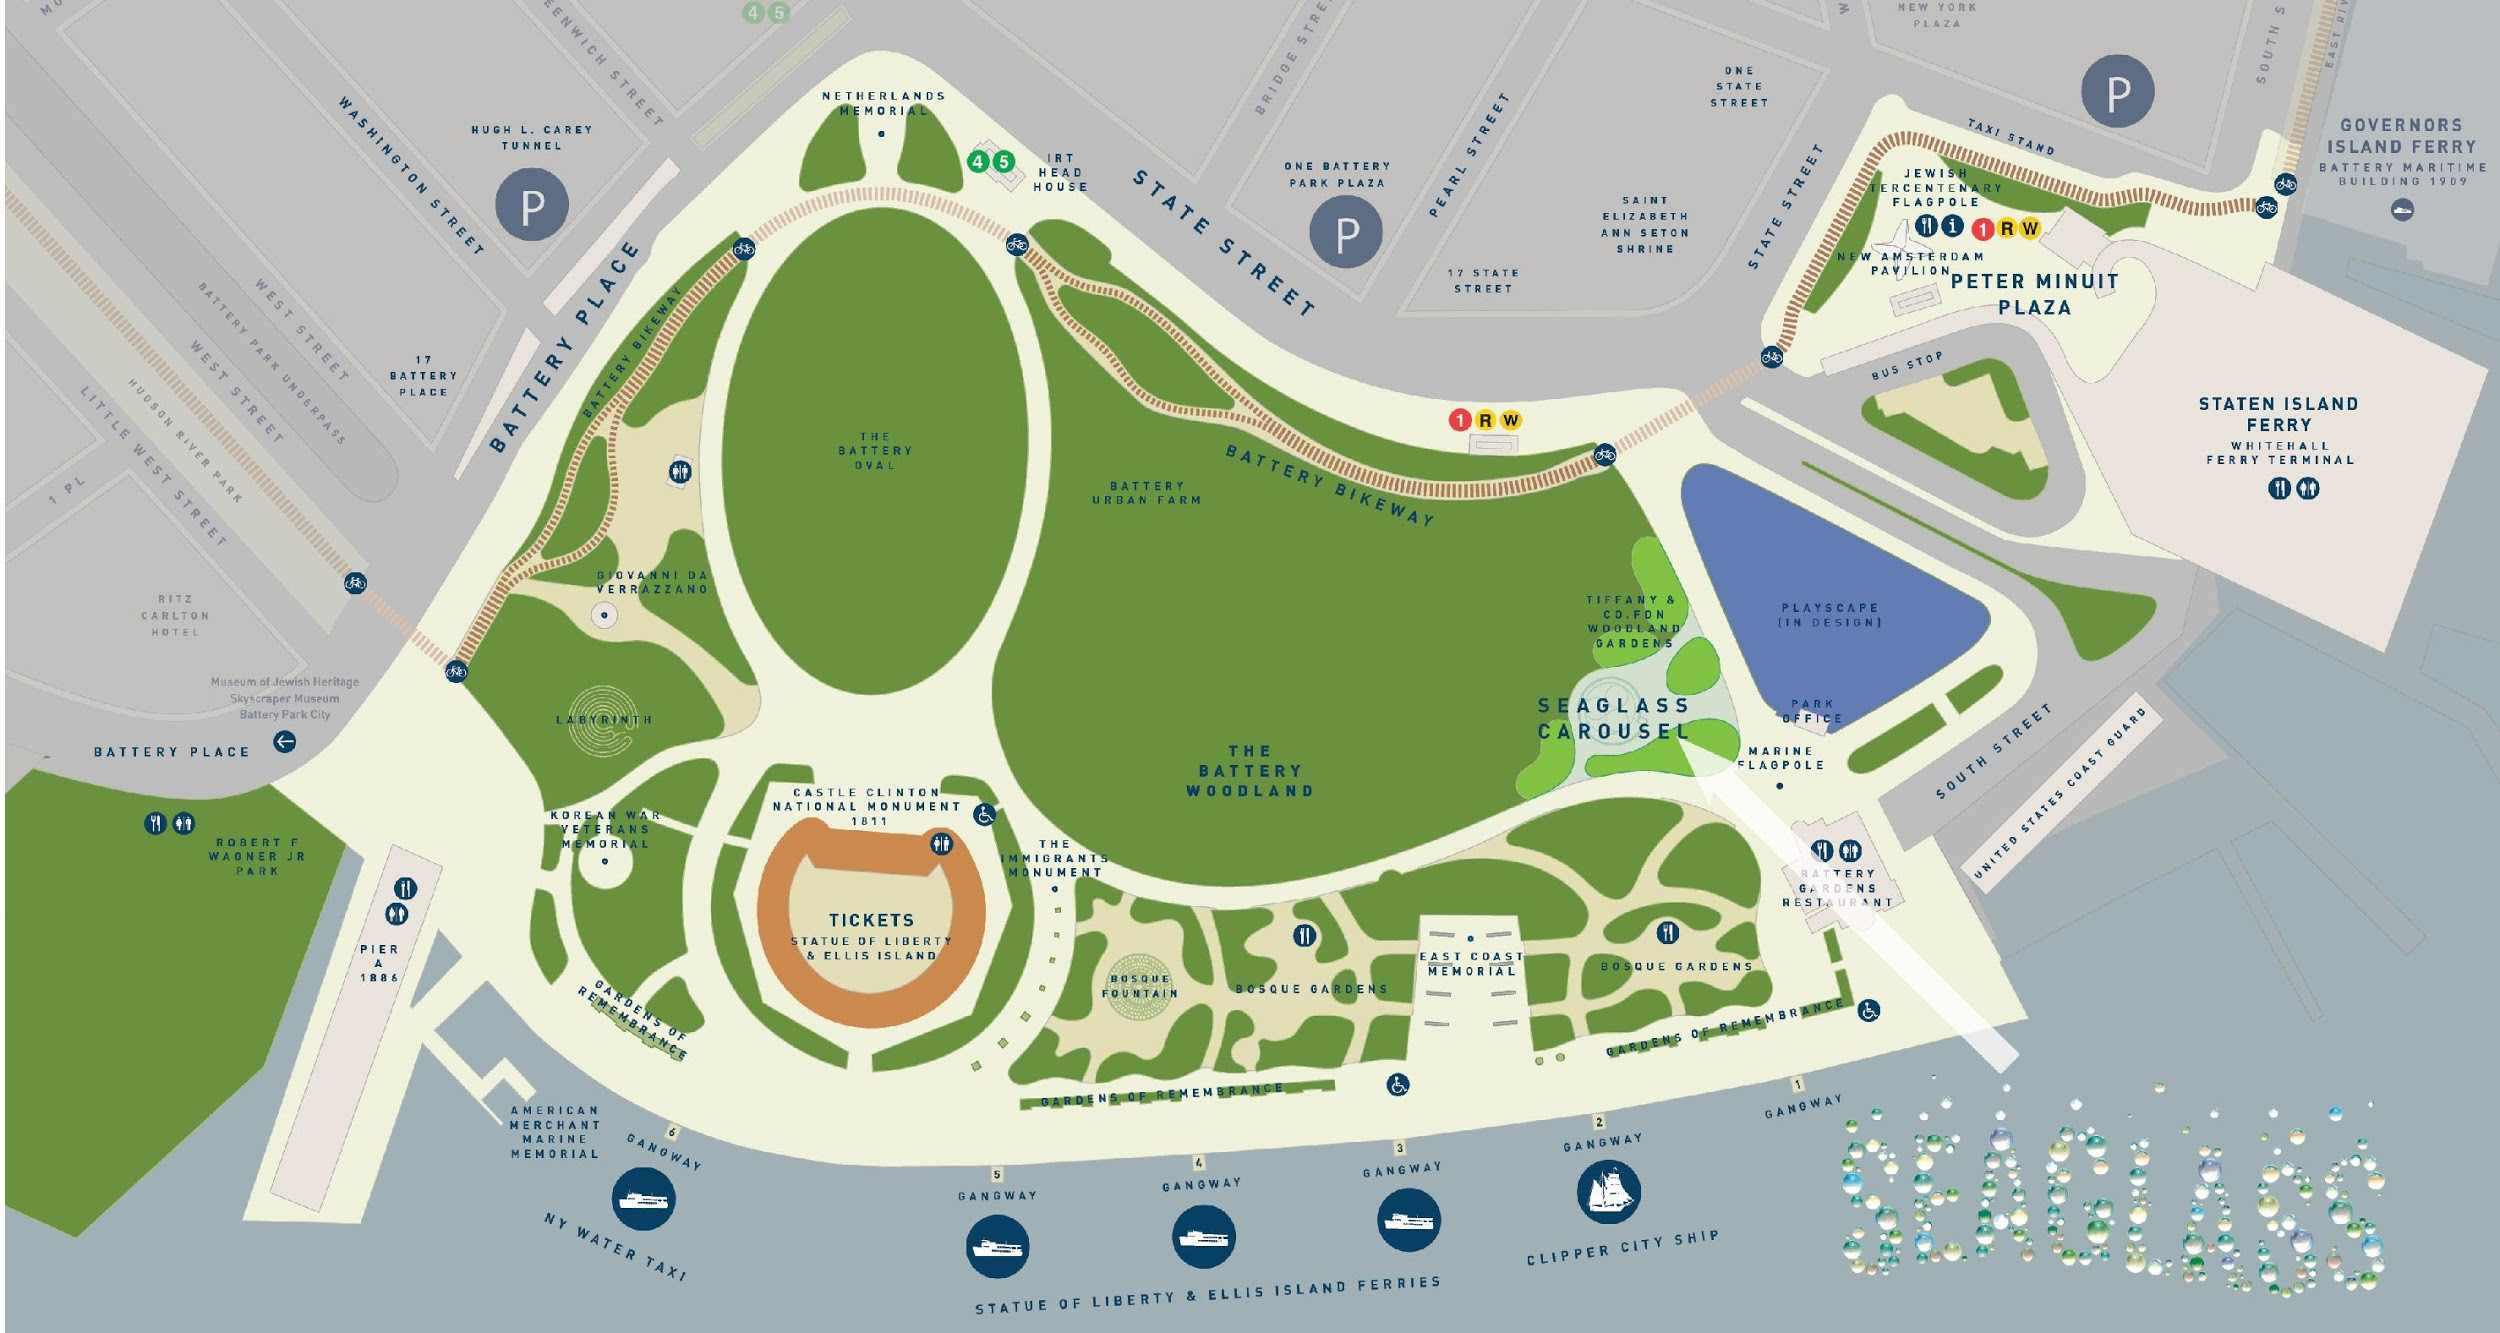 4 5
NEW YORK
PLAZA
SOUTH S
EAST RIV
GREENWICH STREET
BRIDGE STRE
WASHINGTON STREET
HUGH L. CAREY
TUNNEL
P
NETHERLANDS
MEMORIAL
4 5
IRT
HEAD
HOUSE
STATE STREET
ONE BATTERY
PARK PLAZA
P
PEARL STREET
ONE
STATE
STREET
SAINT
ELIZABETH
ANN SETON
SHRINE
17 STATE
STREET
STATE STREET
TAXI STAND
P
GOVERNORS
ISLAND FERRY
BATTERY MARITIME
BUILDING 1909
JEWISH
TERCENTENARY
FLAGPOLE
i 1 R W
NEW AMSTERDAM
PAVILION
PETER MINUIT
PLAZA
BUS STOP
STATEN ISLAND
FERRY
WHITEHALL
FERRY TERMINAL
WEST STREET
BATTERY PARK UNDERPASS
WEST STREET
HUDSON RIVER PARK
LITTLE WEST STREET
1 PL
17
BATTERY
PLACE
BATTERY PLACE
BATTERY BIKEWAY
THE
BATTERY
OVAL
BATTERY
URBAN FARM
BATTERY BIKEWAY
1 R W
RITZ
CARLTON
HOTEL
Museum of Jewish Heritage
Skyscraper Museum
Battery Park City
BATTERY PLACE
GIOVANNI DA
VERRAZZANO
LABYRINTH
TIFFANY &
CO.FDN
WOODLAND
GARDENS
PLAYSCAPE
(IN DESIGN)
SEAGLASS
CAROUSEL
PARK
OFFICE
MARINE
FLAGPOLE
SOUTH STREET
UNITED STATES COAST GUARD
THE
BATTERY
WOODLAND
ROBERT F
WAGNER JR
PARK
KOREAN WAR
VETERANS
MEMORIAL
CASTLE CLINTON
NATIONAL MONUMENT
1811
THE
IMMIGRANTS
MONUMENT
TICKETS
STATUE OF LIBERTY
& ELLIS ISLAND
BATTERY
GARDENS
RESTAURANT
PIER
A
1886
GARDENS OF
REMEMBRANCE
BOSQUE
FOUNTAIN
BOSQUE GARDENS
EAST COAST
MEMORIAL
BOSQUE GARDENS
GARDENS OF REMEMBRANCE
GARDENS OF REMEMBRANCE
AMERICAN
MERCHANT
MARINE
MEMORIAL
6
GANGWAY
5
GANGWAY
4
GANGWAY
3
GANGWAY
2
GANGWAY
1
GANGWAY
NY WATER TAXI
STATUE OF LIBERTY & ELLIS ISLAND FERRIES
CLIPPER CITY SHIP
SEAGLASS